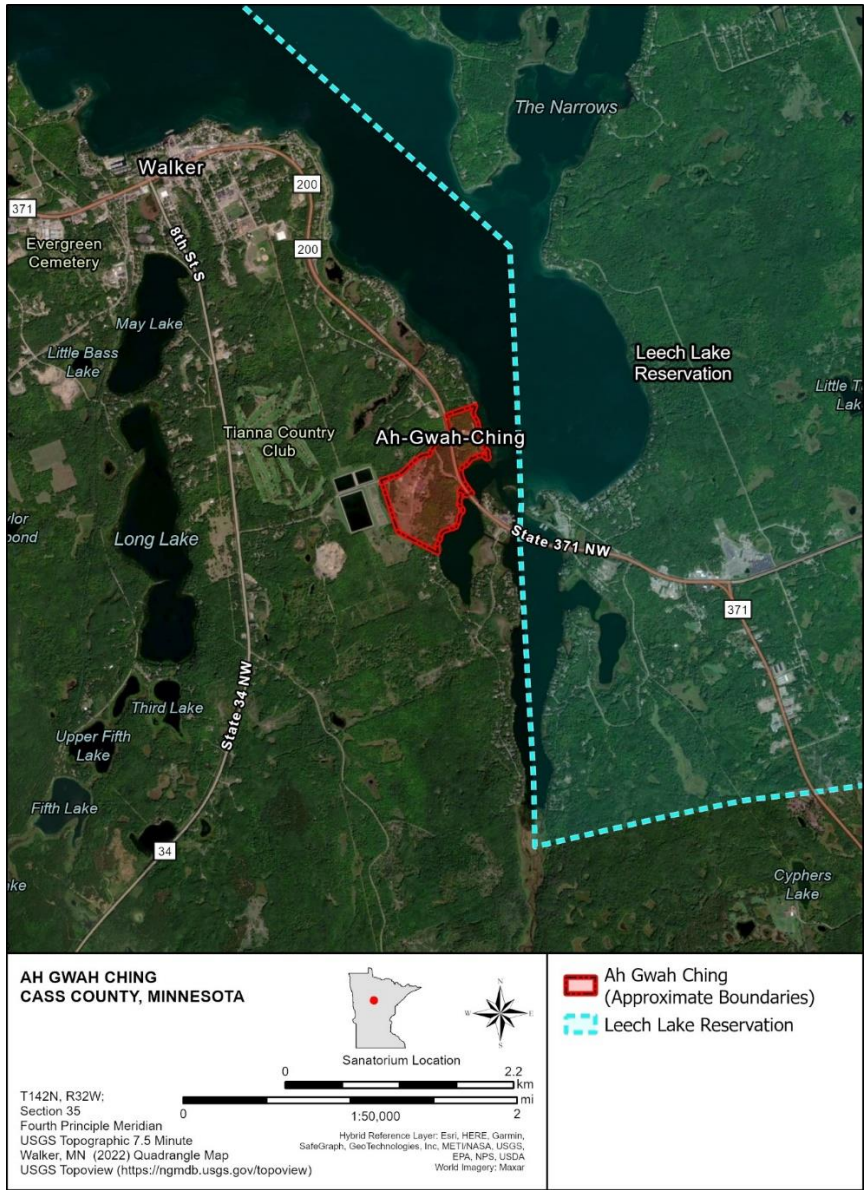 The Narrows
Walker
371
200
200
8th St S
Evergreen
Cemetery
May Lake
Little Bass
Lake
Leech Lake
Reservation
Little T
Lak
Tianna Country
Club
Ah-Gwah-Ching
Long Lake
ylor
ond
State 371 NW
371
State 34 NW
Third Lake
Upper Fifth
Lake
Fifth Lake
34
ke
Cyphers
Lake
AH GWAH CHING
CASS COUNTY, MINNESOTA
Sanatorium Location
N
W E
S
0 2.2
km
mi
0 1:50,000 2
T142N, R32W;
Section 35
Fourth Principle Meridian
USGS Topographic 7.5 Minute
Walker, MN (2022) Quadrangle Map
USGS Topoview (https://ngmdb.usgs.gov/topoview)
Hybrid Reference Layer: Esri, HERE, Garmin,
SafeGraph, GeoTechnologies, Inc, METI/NASA, USGS,
EPA, NPS, USDA
World Imagery: Maxar
Ah Gwah Ching
(Approximate Boundaries)
Leech Lake Reservation